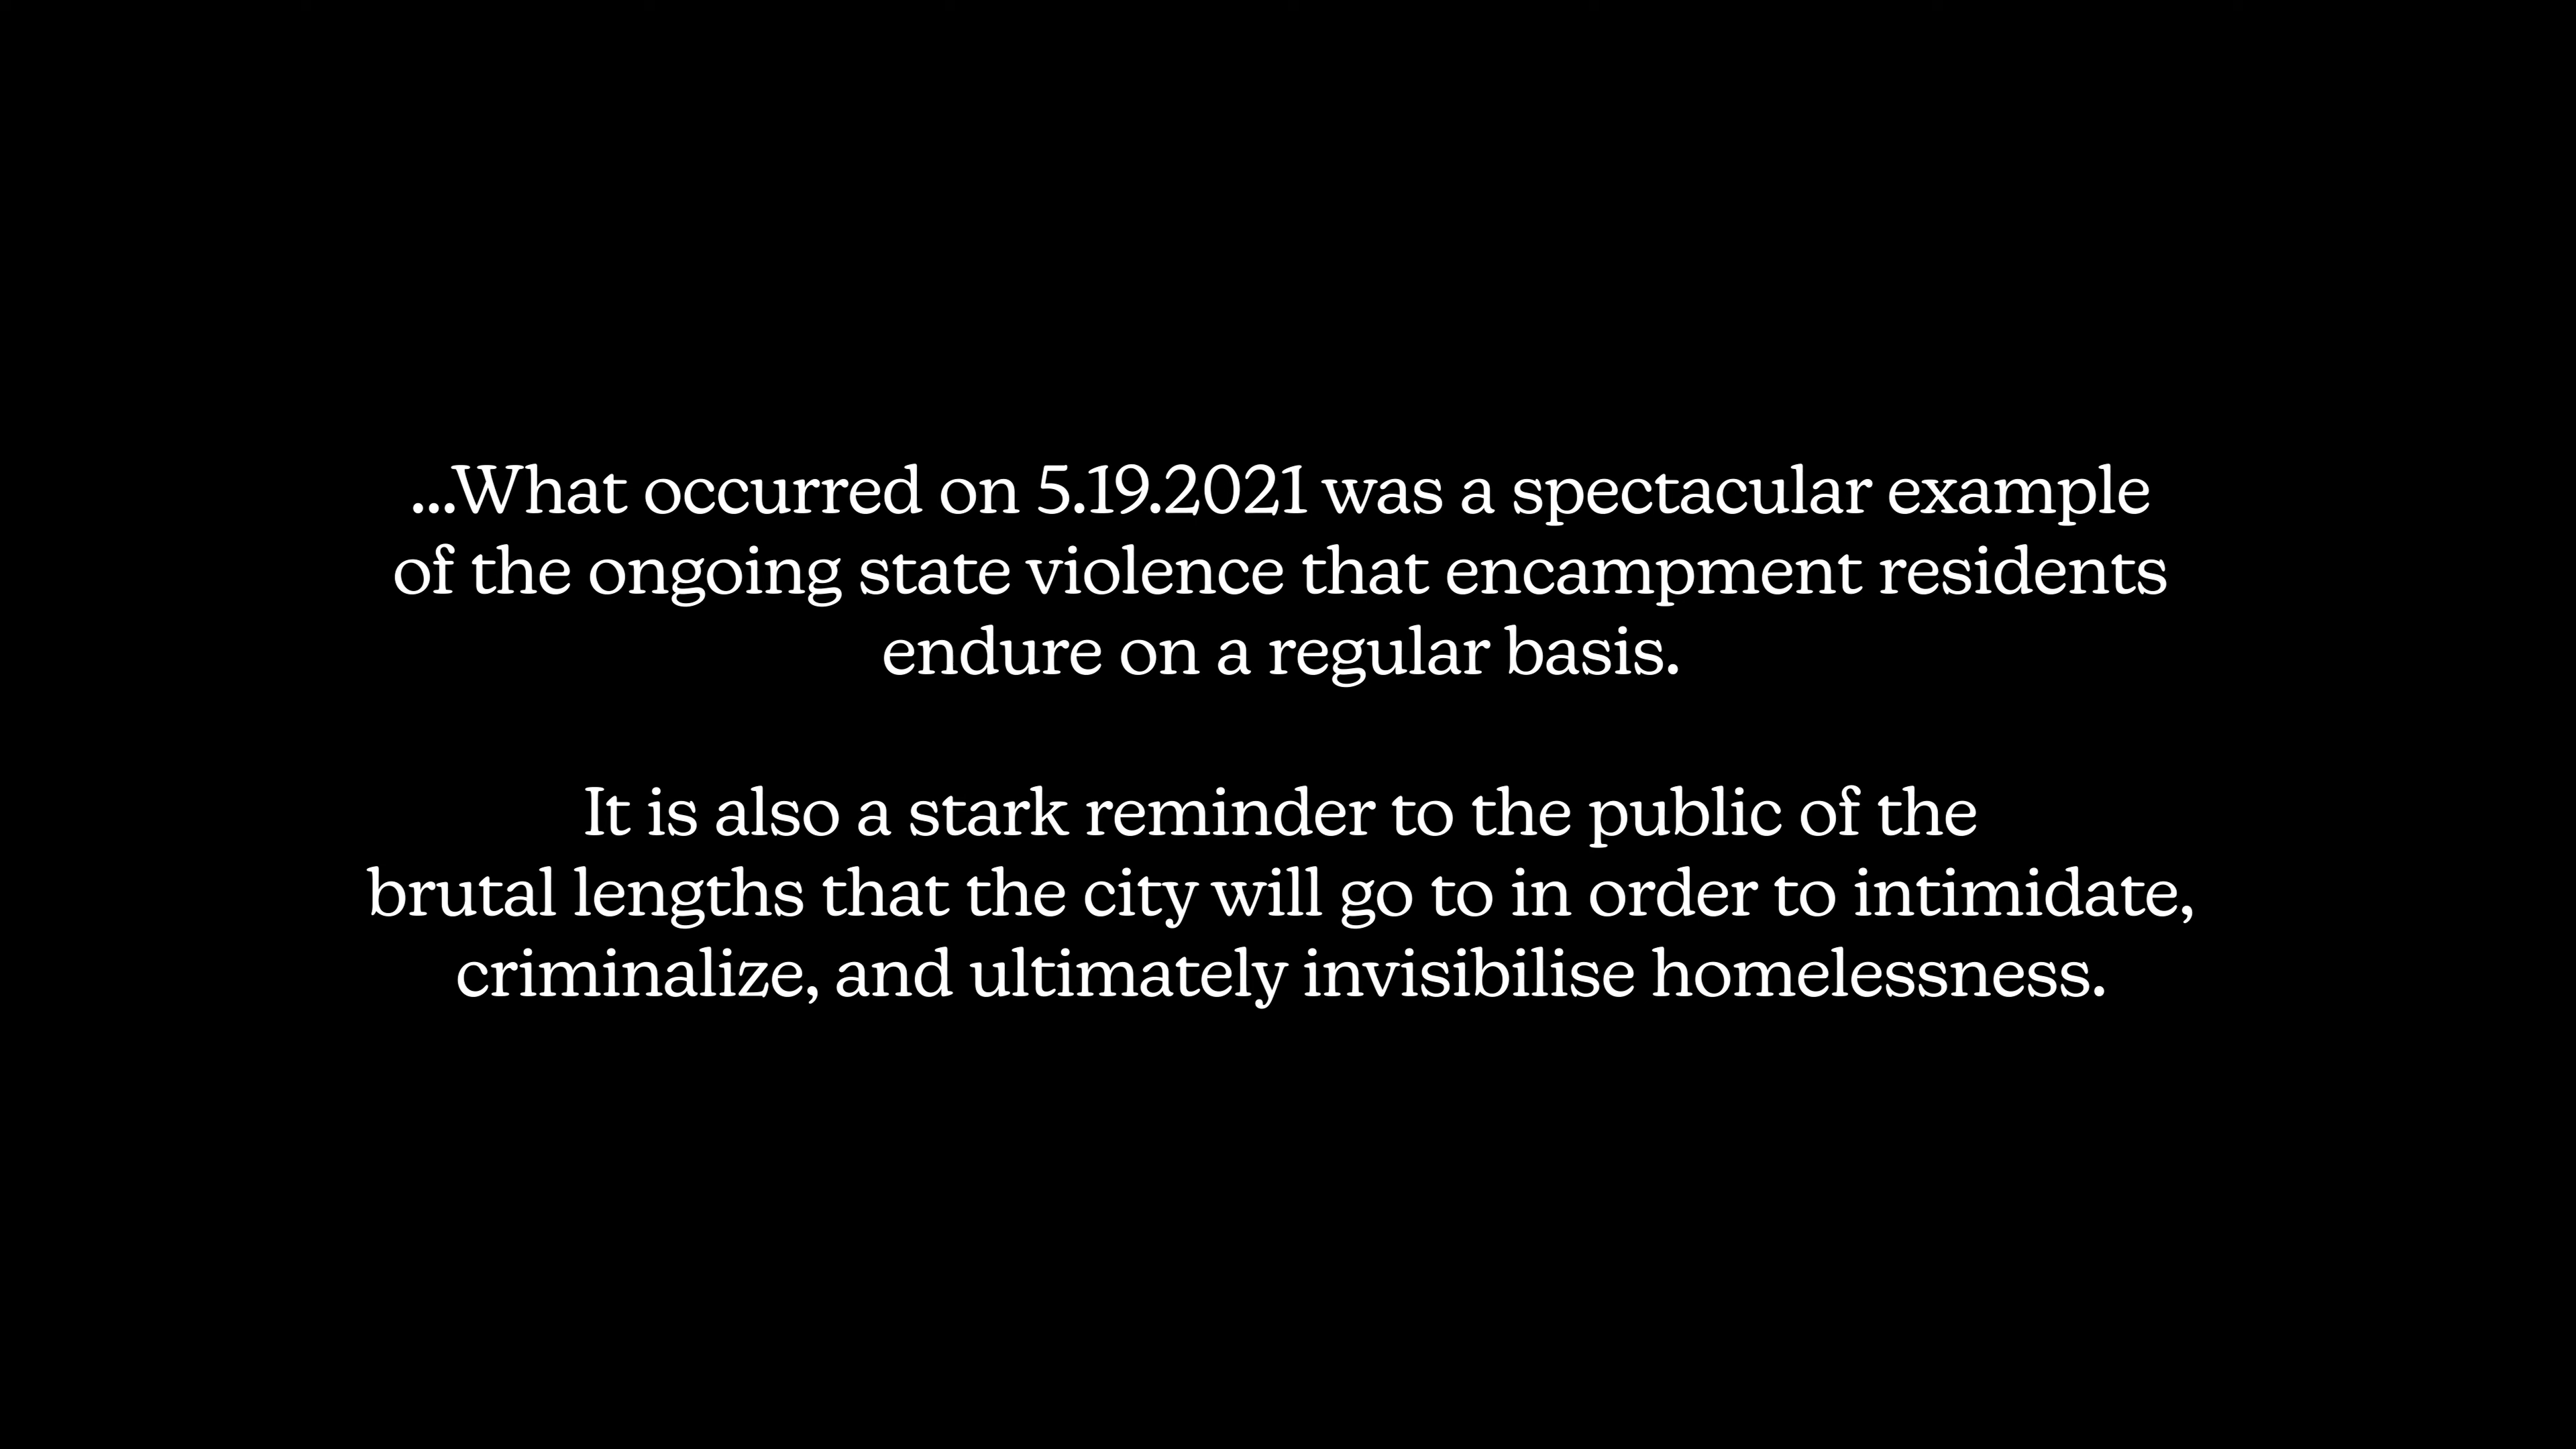 ...What occurred on 5.19.2021 was a spectacular example
of the ongoing state violence that encampment residents
endure on a regular basis.
It is also a stark reminder to the public of the
brutal lengths that the city will go to in order to intimidate,
criminalize, and ultimately invisibilise homelessness.